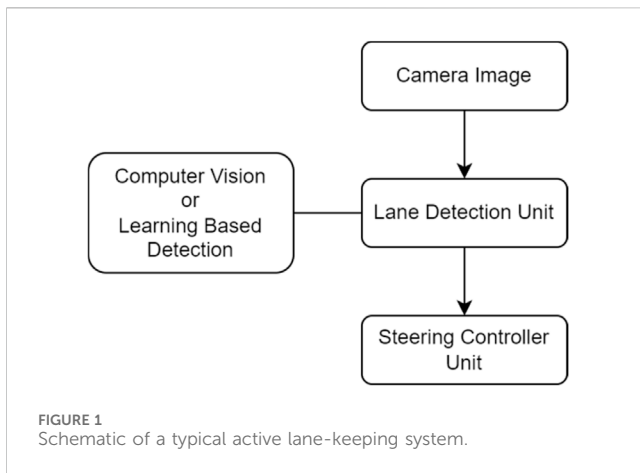 Camera Image
Computer Vision
or
Learning Based
Detection
Lane Detection Unit
Steering Controller
Unit
FIGURE 1
Schematic of a typical active lane-keeping system.